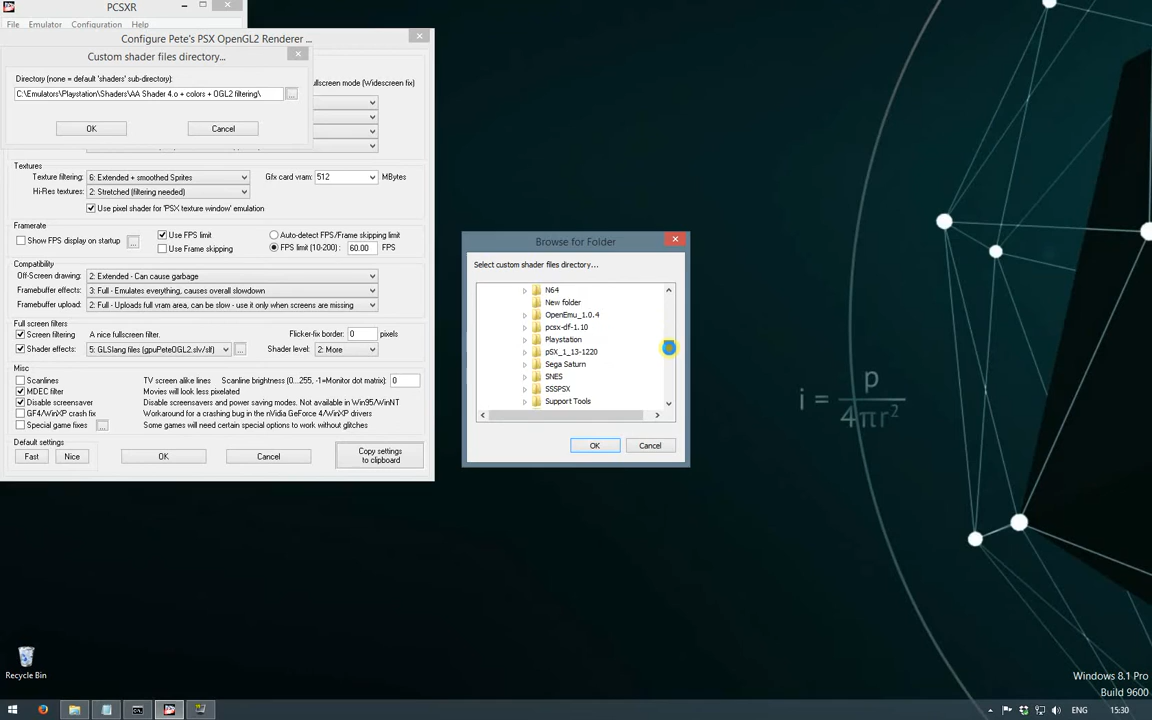 PCSXR
File Emulator Configuration Help
Configure Pete's PSX OpenGL2 Renderer ...
Custom shader files directory...
Directory (none = default 'shaders' sub-directory):
C:\Emulators\Playstation\Shaders\AA Shader 4.o + colors + OGL2 filtering\
...
OK Cancel
ullscreen mode (Widescreen fix)
Textures
Texture filtering: 6: Extended + smoothed Sprites Gfx card vram: 512 MBytes
Hi-Res textures: 2: Stretched (filtering needed)
Use pixel shader for 'PSX texture window' emulation
Framerate
Show FPS display on startup ... Use FPS limit Auto-detect FPS/Frame skipping limit
Use Frame skipping FPS limit (10-200) : 60.00 FPS
Compatibility
Off-Screen drawing: 2: Extended - Can cause garbage
Framebuffer effects: 3: Full - Emulates everything, causes overall slowdown
Framebuffer upload: 2: Full - Uploads full vram area, can be slow - use it only when screens are missing
Full screen filters
Screen filtering A nice fullscreen filter. Flicker-fix border: 0 pixels
Shader effects: 5: GLSlang files (gpuPeteOGL2.slv/slf) ... Shader level: 2: More
Misc
Scanlines TV screen alike lines Scanline brightness (0...255, -1=Monitor dot matrix): 0
MDEC filter Movies will look less pixelated
Disable screensaver Disable screensavers and power saving modes. Not available in Win95/WinNT
GF4/WinXP crash fix Workaround for a crashing bug in the nVidia GeForce 4/WinXP drivers
Special game fixes ... Some games will need certain special options to work without glitches
Default settings
Fast Nice OK Cancel Copy settings
to clipboard
Browse for Folder
Select custom shader files directory...
N64
New folder
OpenEmu_1.0.4
pcsx-df-1.10
Playstation
pSX_1_13-1220
Sega Saturn
SNES
SSSPSX
Support Tools
OK Cancel
i = p
4πr²
Recycle Bin
Windows 8.1 Pro
Build 9600
ENG 15:30